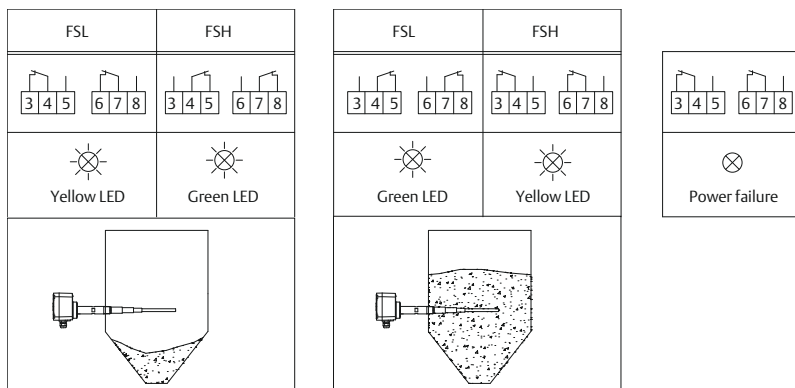 FSL FSH
3 4 5 6 7 8 3 4 5 6 7 8
Yellow LED Green LED
FSL FSH
3 4 5 6 7 8 3 4 5 6 7 8
Green LED Yellow LED
3 4 5 6 7 8
Power failure